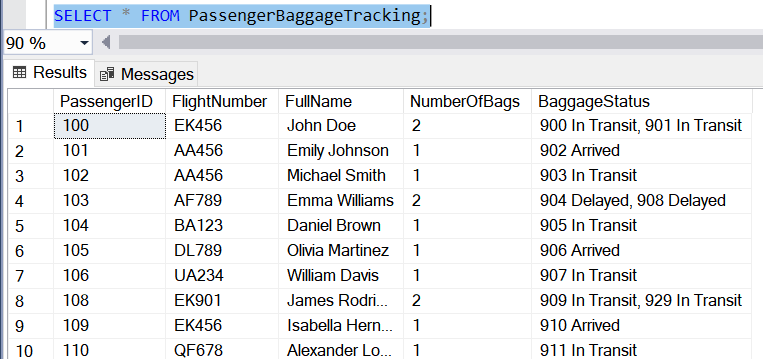 SELECT * FROM PassengerBaggageTracking;
90 %
Results Messages
PassengerID FlightNumber FullName NumberOfBags BaggageStatus
1 100 EK456 John Doe 2 900 In Transit, 901 In Transit
2 101 AA456 Emily Johnson 1 902 Arrived
3 102 AA456 Michael Smith 1 903 In Transit
4 103 AF789 Emma Williams 2 904 Delayed, 908 Delayed
5 104 BA123 Daniel Brown 1 905 In Transit
6 105 DL789 Olivia Martinez 1 906 Arrived
7 106 UA234 William Davis 1 907 In Transit
8 108 EK901 James Rodri... 2 909 In Transit, 929 In Transit
9 109 EK456 Isabella Hern... 1 910 Arrived
10 110 QF678 Alexander Lo... 1 911 In Transit